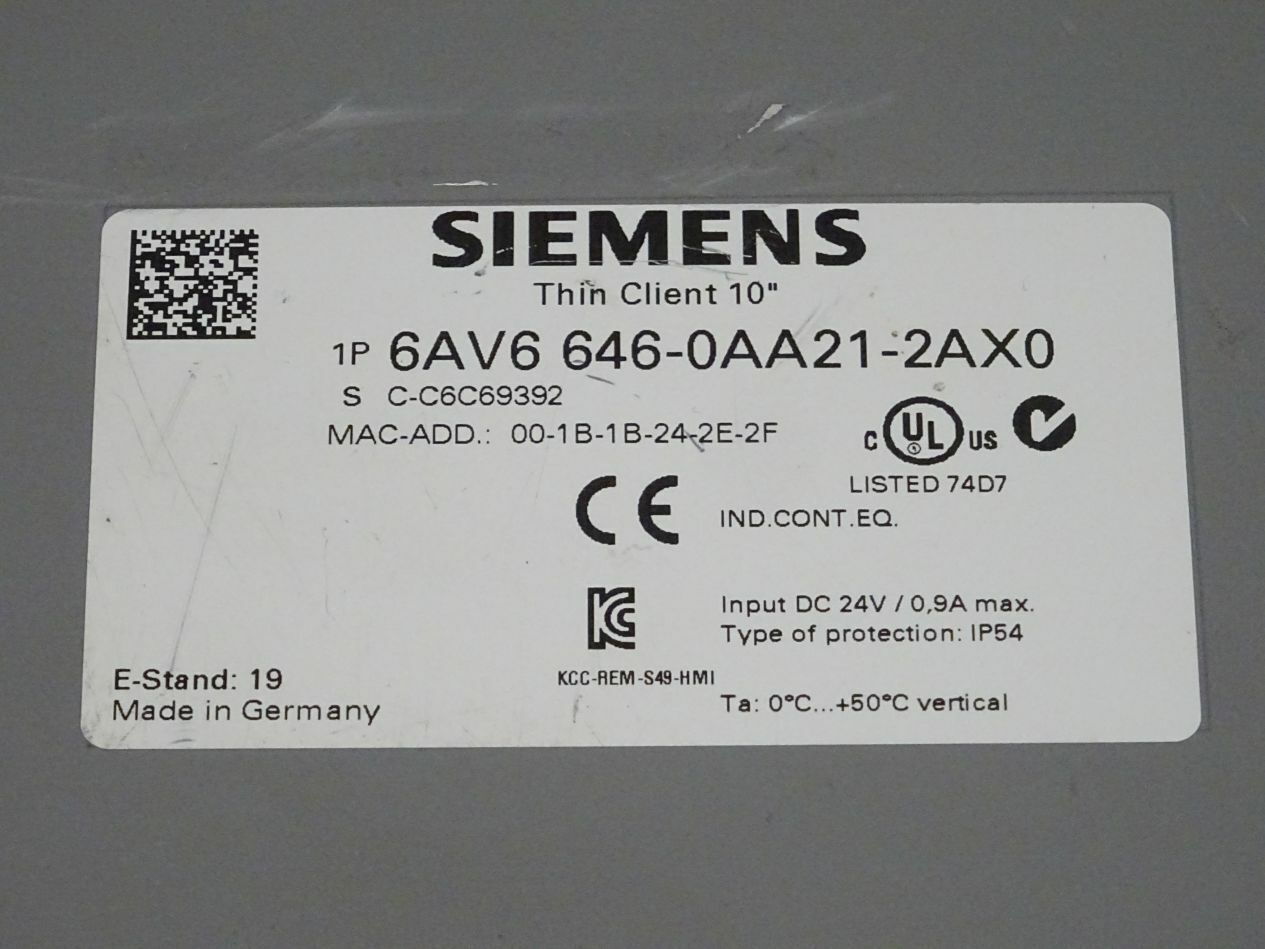 SIEMENS
Thin Client 10"
1P 6AV6 646-0AA21-2AX0
S C-C6C69392
MAC-ADD.: 00-1B-1B-24-2E-2F
C UL US
LISTED 74D7
CE IND.CONT.EQ.
KC
Input DC 24V / 0,9A max.
Type of protection: IP54
KCC-REM-S49-HMI
Ta: 0°C...+50°C vertical
E-Stand: 19
Made in Germany